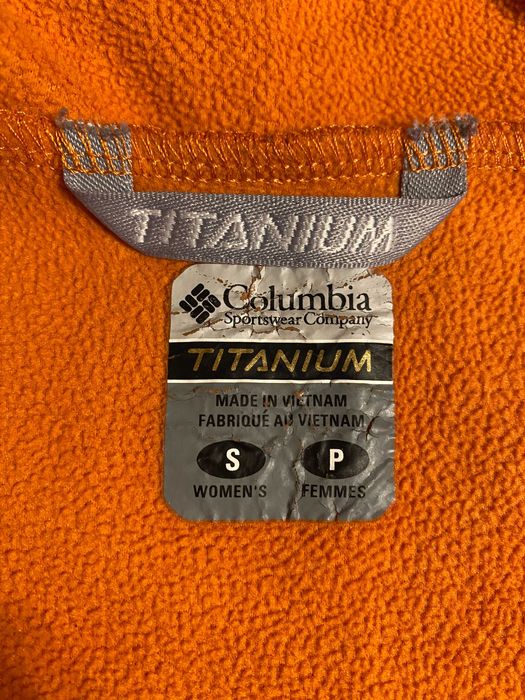 TITANIUM
Columbia
Sportswear Company
TITANIUM
MADE IN VIETNAM
FABRIQUÉ AU VIETNAM
S P
WOMEN'S FEMMES